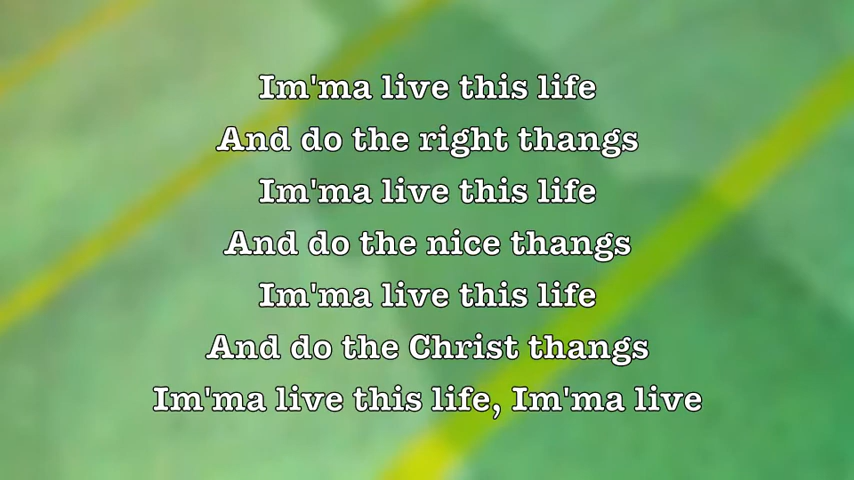 Im'ma live this life
And do the right thangs
Im'ma live this life
And do the nice thangs
Im'ma live this life
And do the Christ thangs
Im'ma live this life, Im'ma live